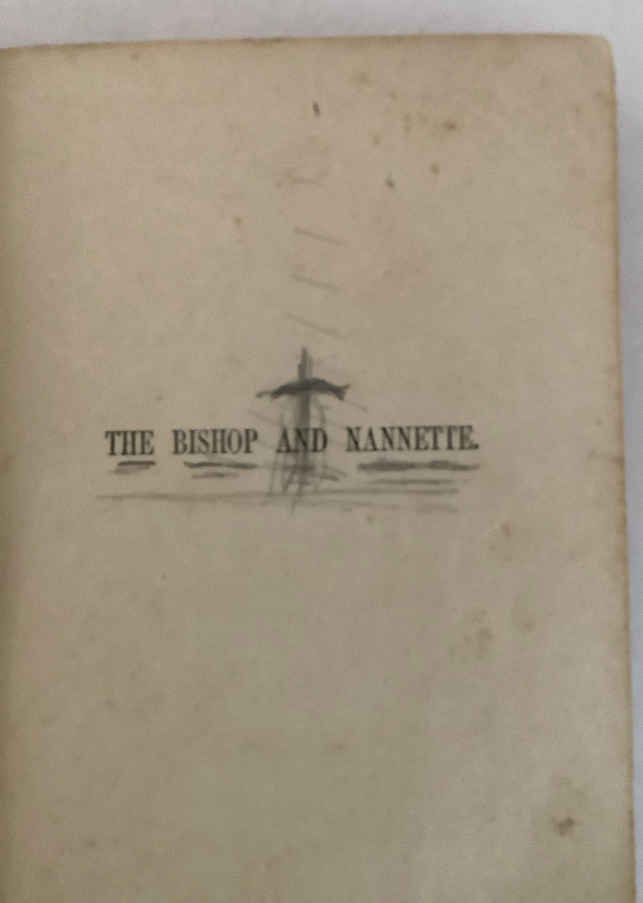 THE BISHOP AND NANNETTE.